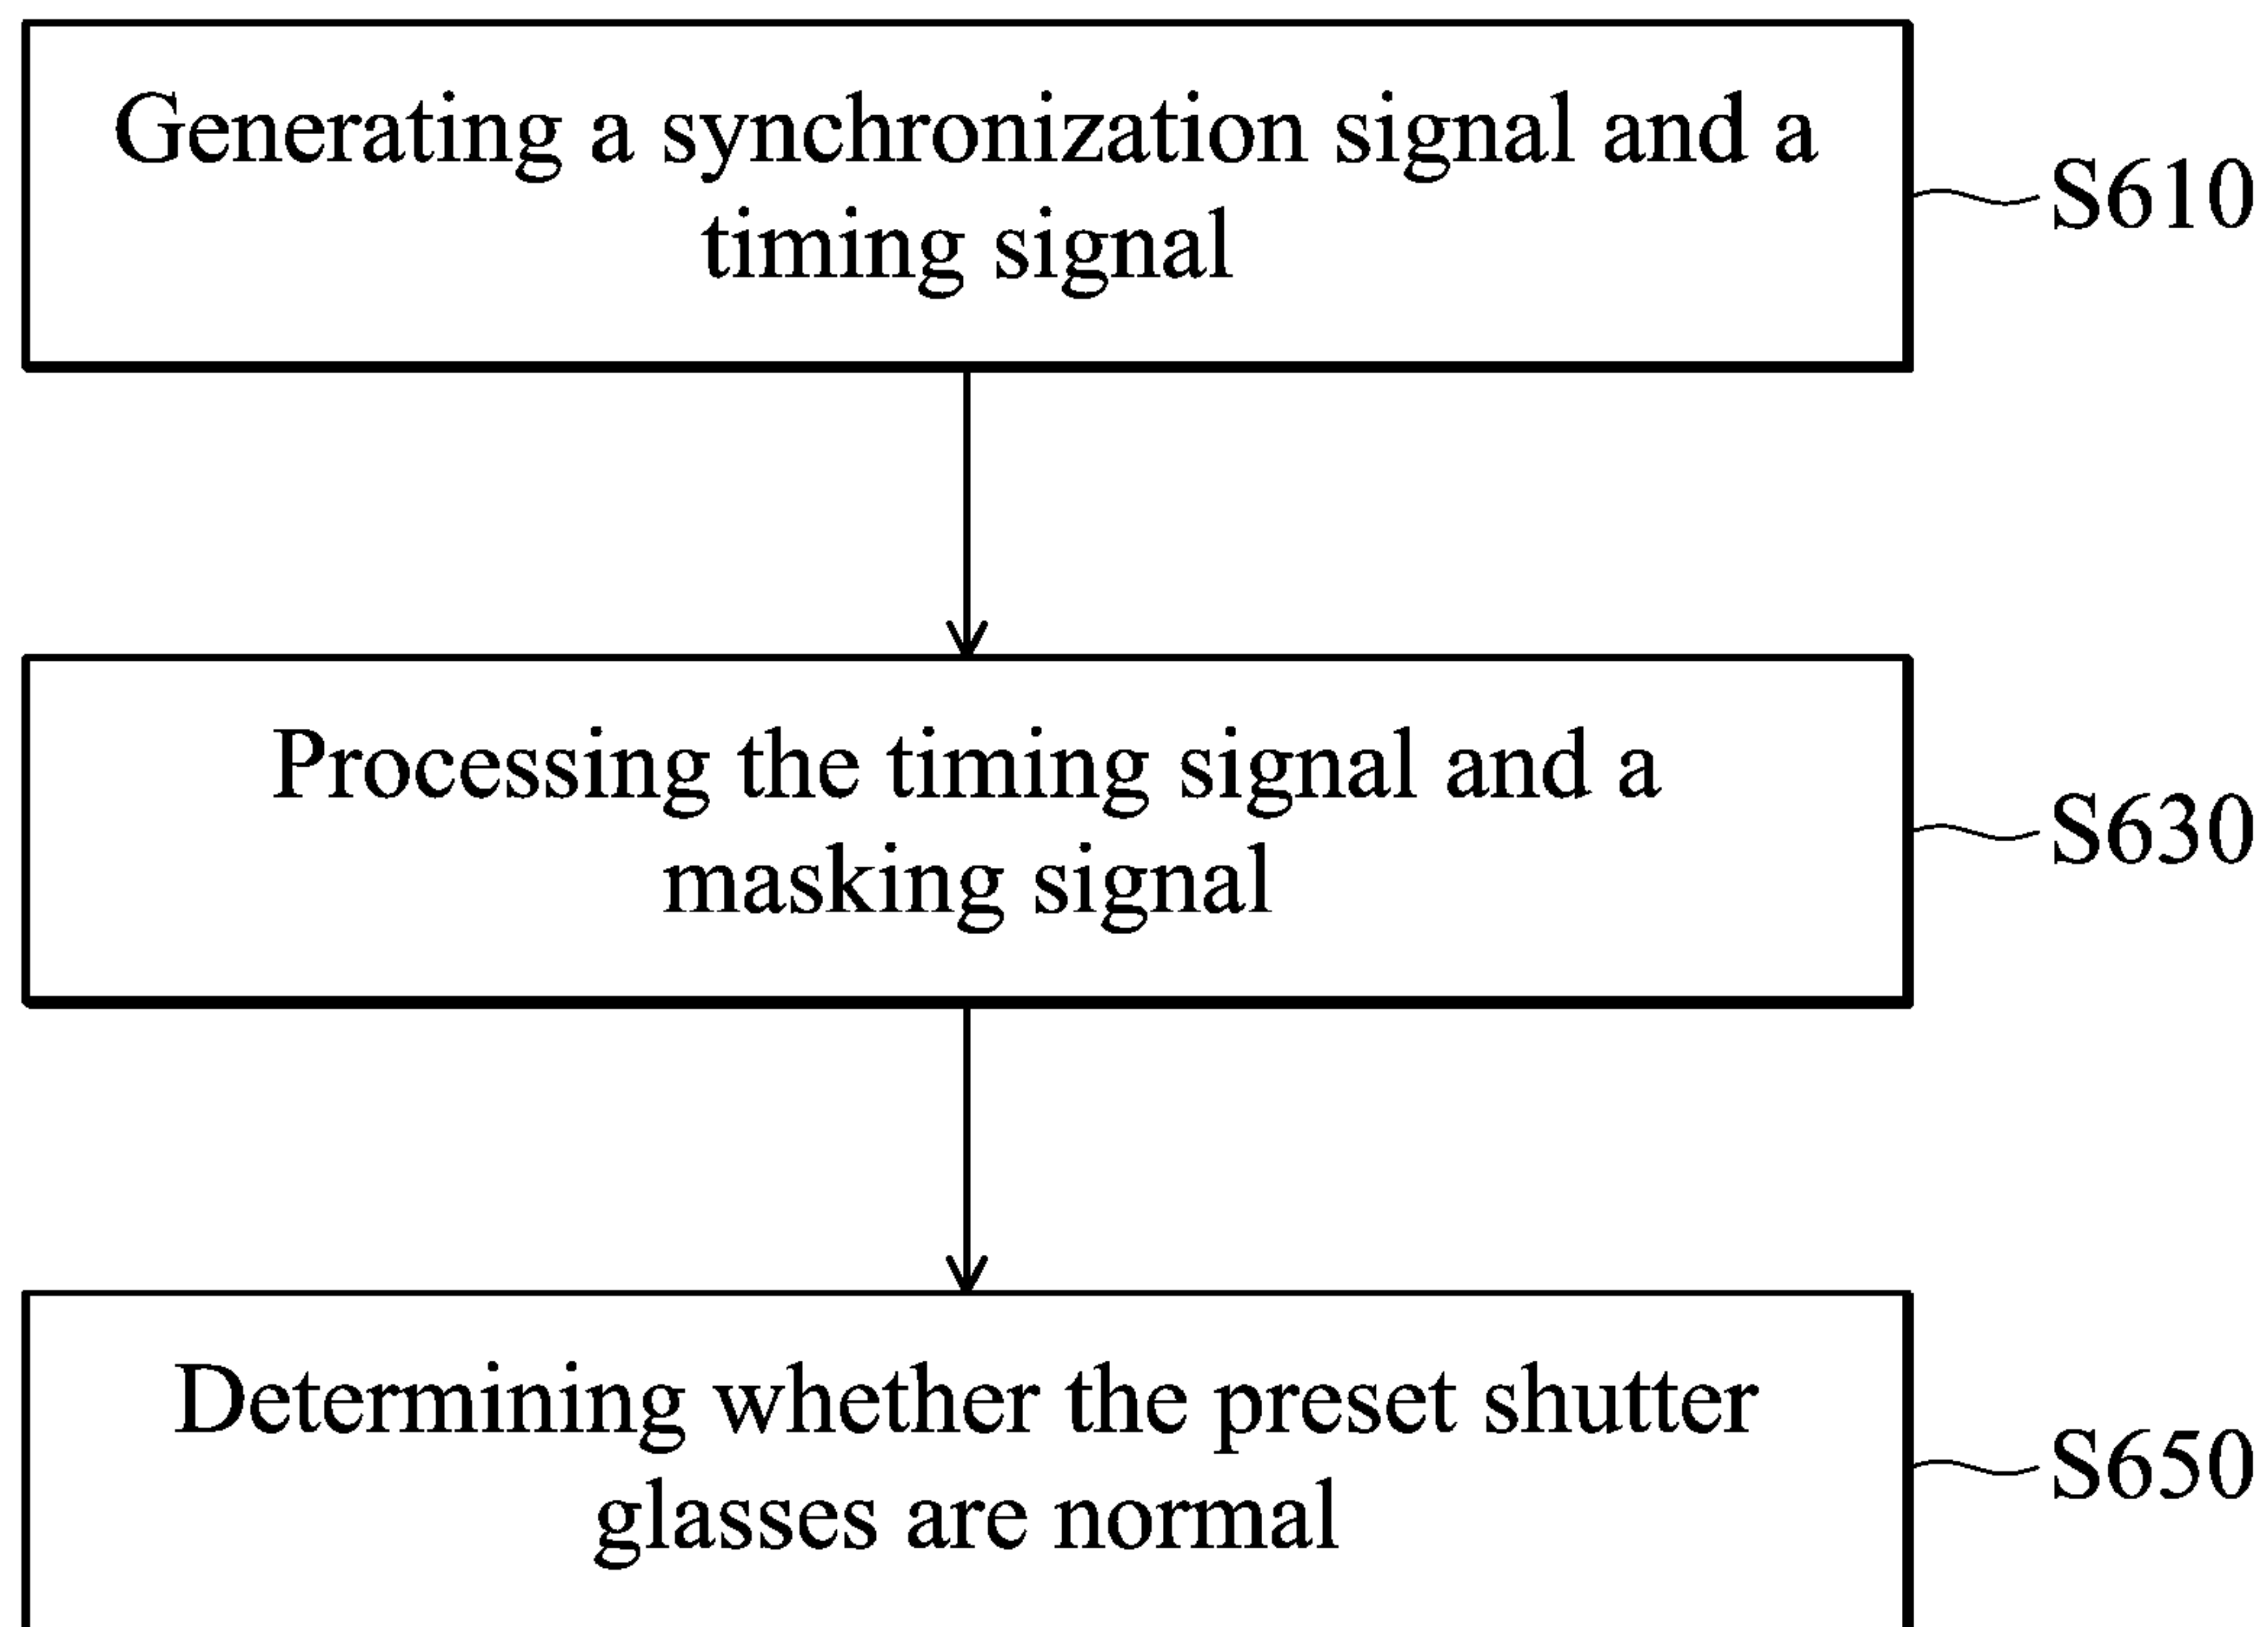 Generating a synchronization signal and a
timing signal
S610
Processing the timing signal and a
masking signal
S630
Determining whether the preset shutter
glasses are normal
S650